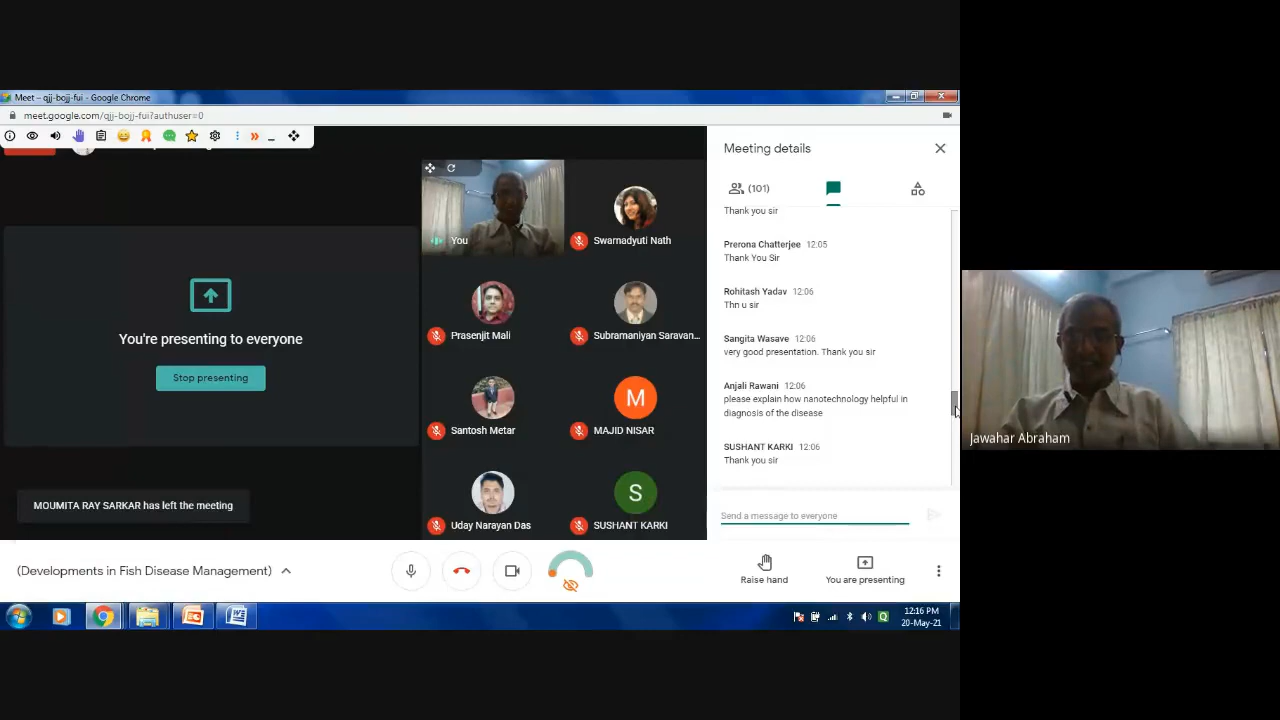 Meet – qjj-bojj-fui - Google Chrome
meet.google.com/qjj-bojj-fui?authuser=0
You
Swarnadyuti Nath
Prasenjit Mali
Subramaniyan Saravan...
Santosh Metar
M
MAJID NISAR
Uday Narayan Das
S
SUSHANT KARKI
You're presenting to everyone
Stop presenting
MOUMITA RAY SARKAR has left the meeting
Meeting details
(101)
Thank you sir
Prerona Chatterjee 12:05
Thank You Sir
Rohitash Yadav 12:06
Thn u sir
Sangita Wasave 12:06
very good presentation. Thank you sir
Anjali Rawani 12:06
please explain how nanotechnology helpful in
diagnosis of the disease
SUSHANT KARKI 12:06
Thank you sir
Send a message to everyone
Jawahar Abraham
(Developments in Fish Disease Management)
Raise hand
You are presenting
12:16 PM
20-May-21